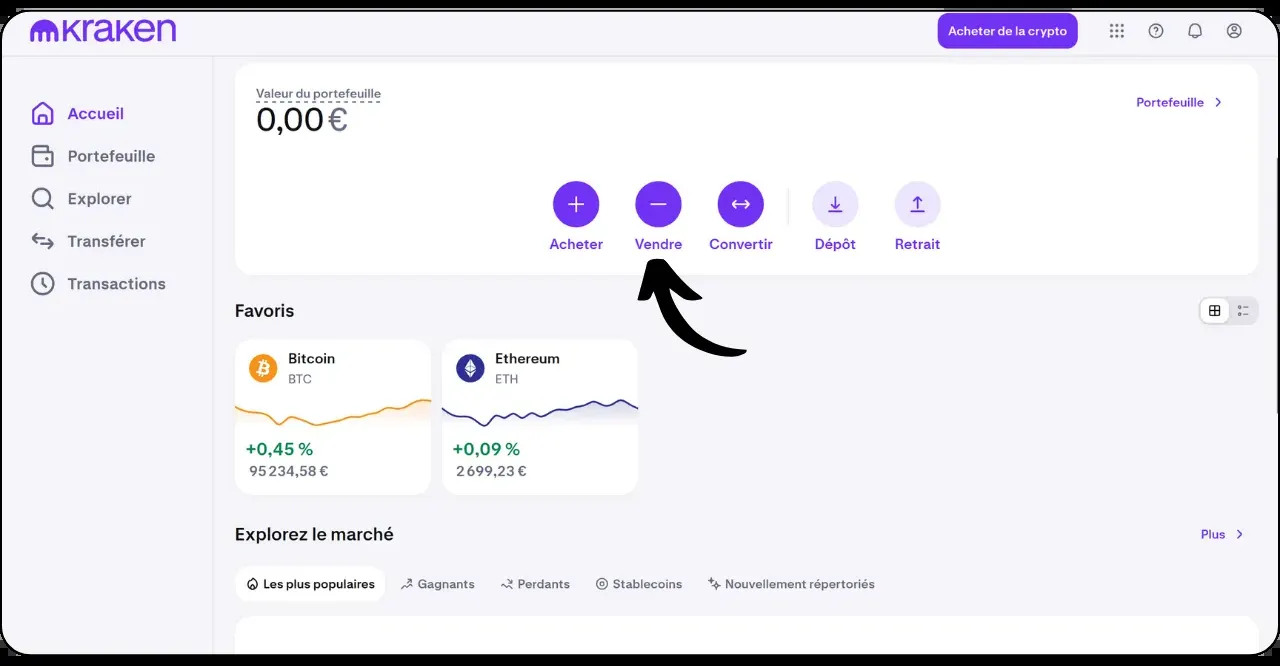 kraken
Acheter de la crypto
Valeur du portefeuille
0,00 €
Portefeuille
Accueil
Portefeuille
Explorer
Transférer
Transactions
Acheter
Vendre
Convertir
Dépôt
Retrait
Favoris
Bitcoin
BTC
+0,45 %
95 234,58 €
Ethereum
ETH
+0,09 %
2 699,23 €
Explorez le marché
Plus
Les plus populaires
Gagnants
Perdants
Stablecoins
Nouvellement répertoriés